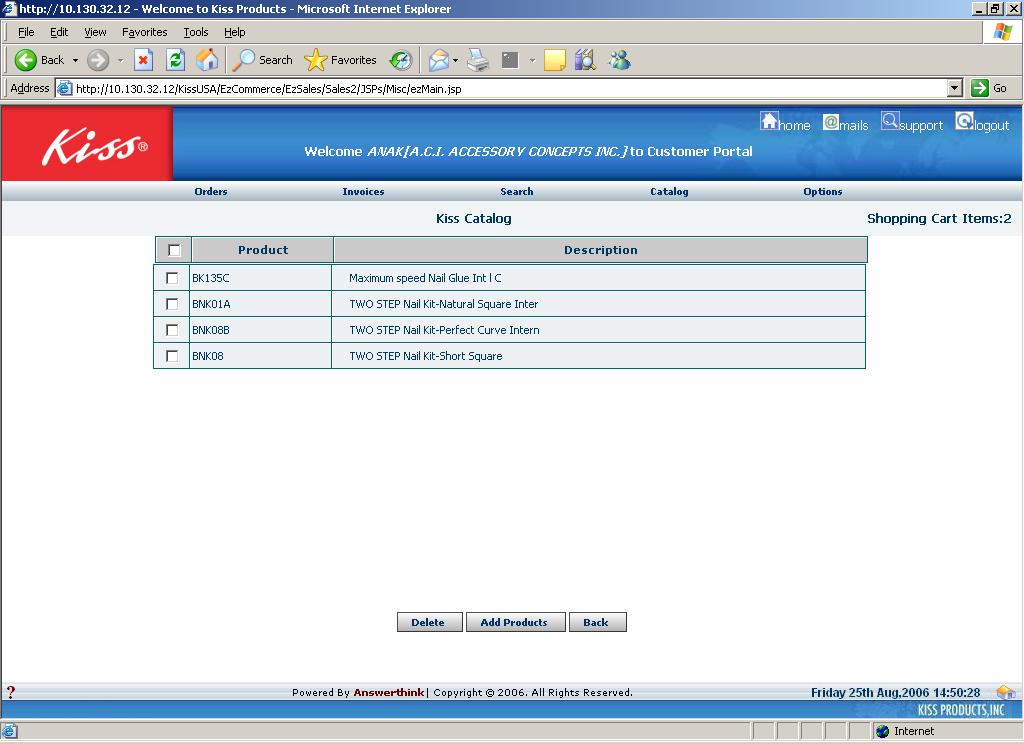 http://10.130.32.12 - Welcome to Kiss Products - Microsoft Internet Explorer
File Edit View Favorites Tools Help
Back Search Favorites
Address http://10.130.32.12/KissUSA/EzCommerce/EzSales/Sales2/JSPs/Misc/ezMain.jsp Go
Kiss®
home @mails support logout
Welcome ANAK[A.C.I. ACCESSORY CONCEPTS INC.] to Customer Portal
Orders Invoices Search Catalog Options
Kiss Catalog Shopping Cart Items:2
Product Description
BK135C Maximum speed Nail Glue Int l C
BNK01A TWO STEP Nail Kit-Natural Square Inter
BNK08B TWO STEP Nail Kit-Perfect Curve Intern
BNK08 TWO STEP Nail Kit-Short Square
Delete Add Products Back
? Powered By Answerthink| Copyright © 2006. All Rights Reserved. Friday 25th Aug,2006 14:50:28
KISS PRODUCTS,INC
Internet